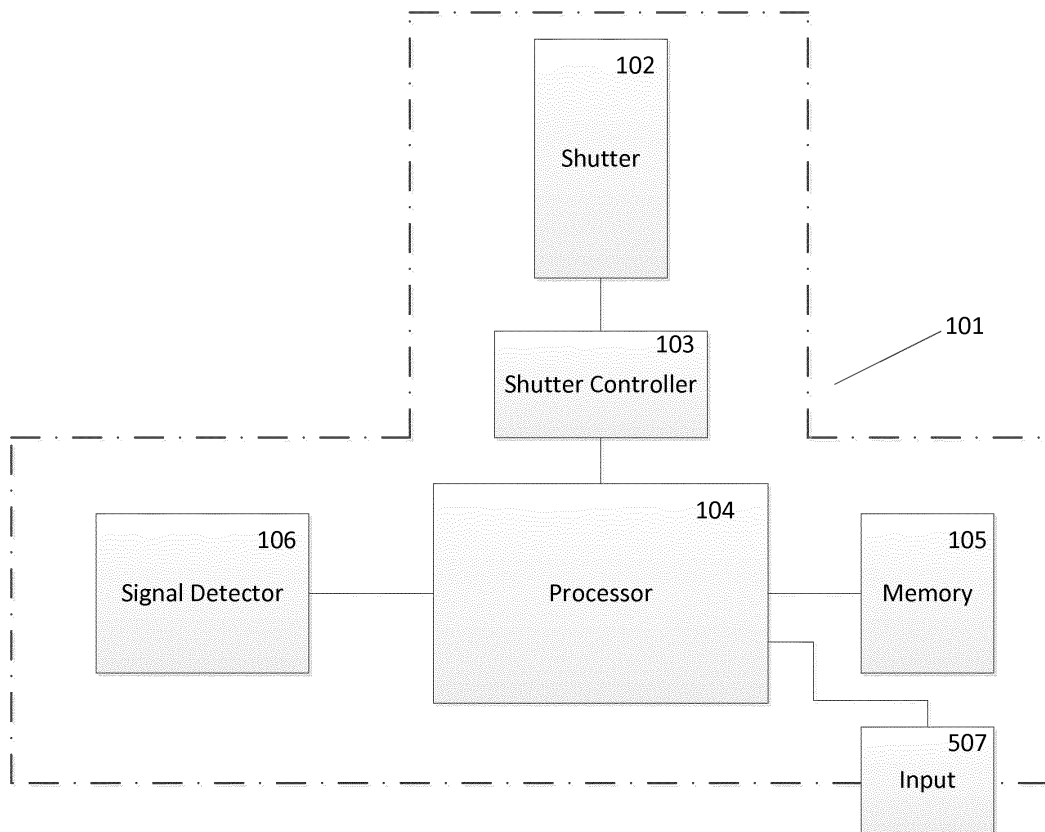 102
Shutter
101
103
Shutter Controller
104
Processor
106
Signal Detector
105
Memory
507
Input